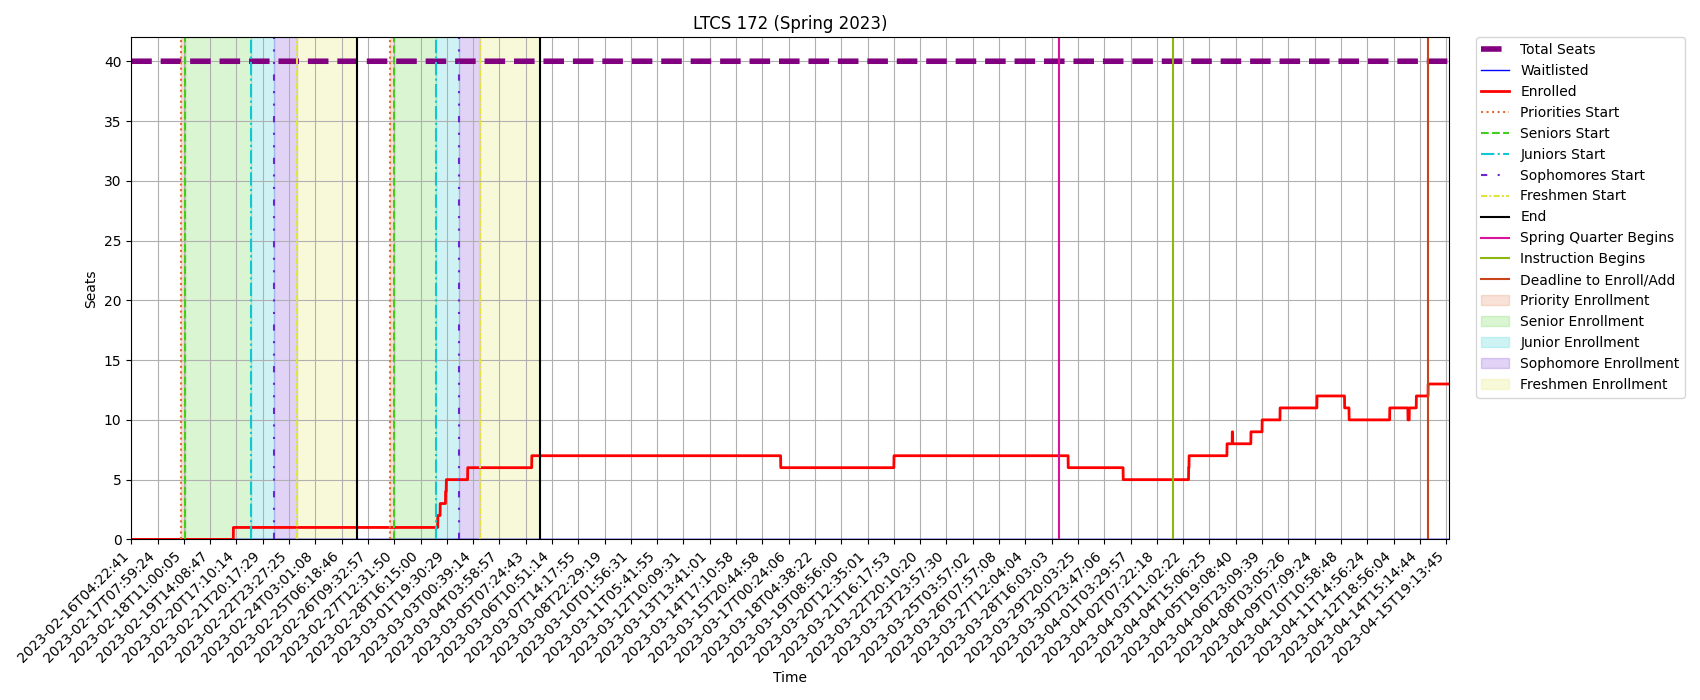 LTCS 172 (Spring 2023)
Seats
40
35
30
25
20
15
10
5
0
2023-02-16T04:22:41
2023-02-17T07:59:24
2023-02-18T11:00:05
2023-02-19T14:08:47
2023-02-20T17:10:14
2023-02-21T20:17:29
2023-02-22T23:27:25
2023-02-24T03:01:08
2023-02-25T06:18:46
2023-02-26T09:32:57
2023-02-27T12:31:50
2023-02-28T16:15:00
2023-03-01T19:30:29
2023-03-03T00:39:14
2023-03-04T03:58:57
2023-03-05T07:24:43
2023-03-06T10:51:14
2023-03-07T14:17:55
2023-03-08T22:29:19
2023-03-10T01:56:31
2023-03-11T05:41:55
2023-03-12T10:09:31
2023-03-13T13:41:01
2023-03-14T17:10:58
2023-03-15T20:44:58
2023-03-17T00:24:06
2023-03-18T04:38:22
2023-03-19T08:56:00
2023-03-20T12:35:01
2023-03-21T16:17:53
2023-03-22T20:10:20
2023-03-23T23:57:30
2023-03-25T03:57:02
2023-03-26T07:57:08
2023-03-27T12:04:04
2023-03-28T16:03:03
2023-03-29T20:03:25
2023-03-30T23:47:06
2023-04-01T03:29:57
2023-04-02T07:22:18
2023-04-03T11:02:22
2023-04-04T15:06:25
2023-04-05T19:08:40
2023-04-06T23:09:39
2023-04-08T03:05:26
2023-04-09T07:09:24
2023-04-10T10:58:48
2023-04-11T14:56:24
2023-04-12T18:56:04
2023-04-14T15:14:44
2023-04-15T19:13:45
Time
Total Seats
Waitlisted
Enrolled
Priorities Start
Seniors Start
Juniors Start
Sophomores Start
Freshmen Start
End
Spring Quarter Begins
Instruction Begins
Deadline to Enroll/Add
Priority Enrollment
Senior Enrollment
Junior Enrollment
Sophomore Enrollment
Freshmen Enrollment